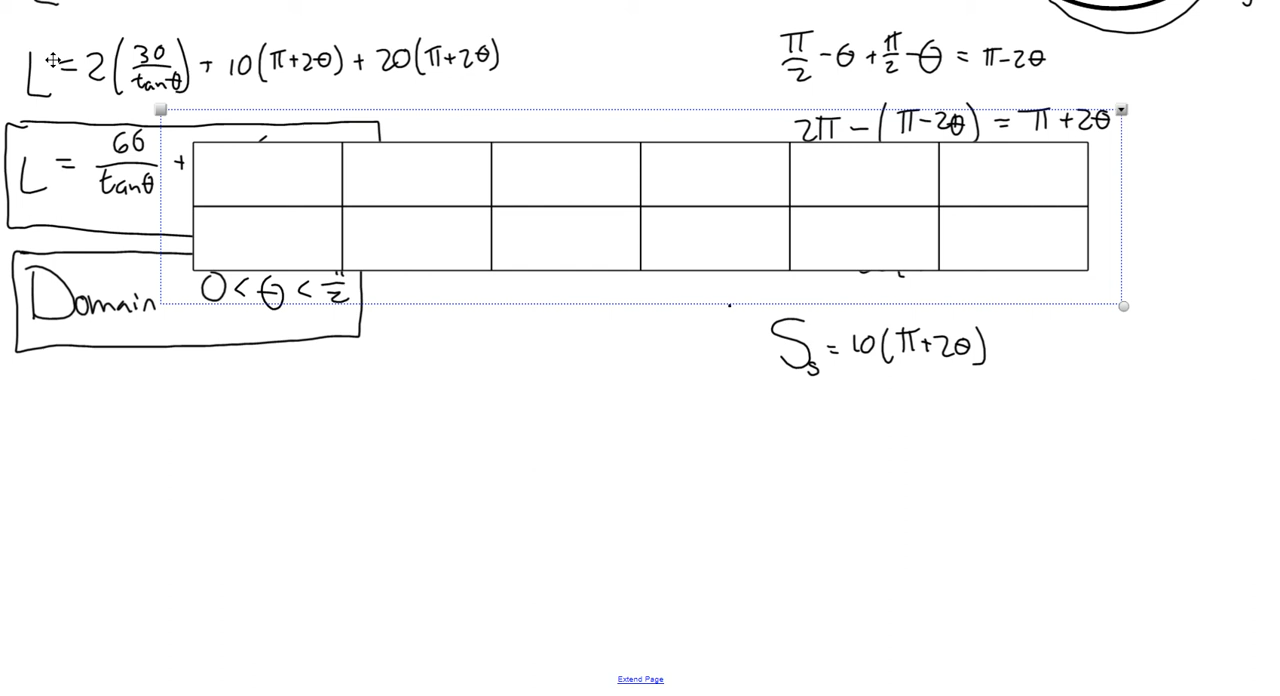 L = 2(30/tanθ) + 10(π+2θ) + 20(π+2θ)
π/2 - θ + π/2 - θ = π-2θ
2π - (π-2θ) = π+2θ
L = 60/tanθ +
Domain 0 < θ < π/2
Ss = 10(π+2θ)
Extend Page